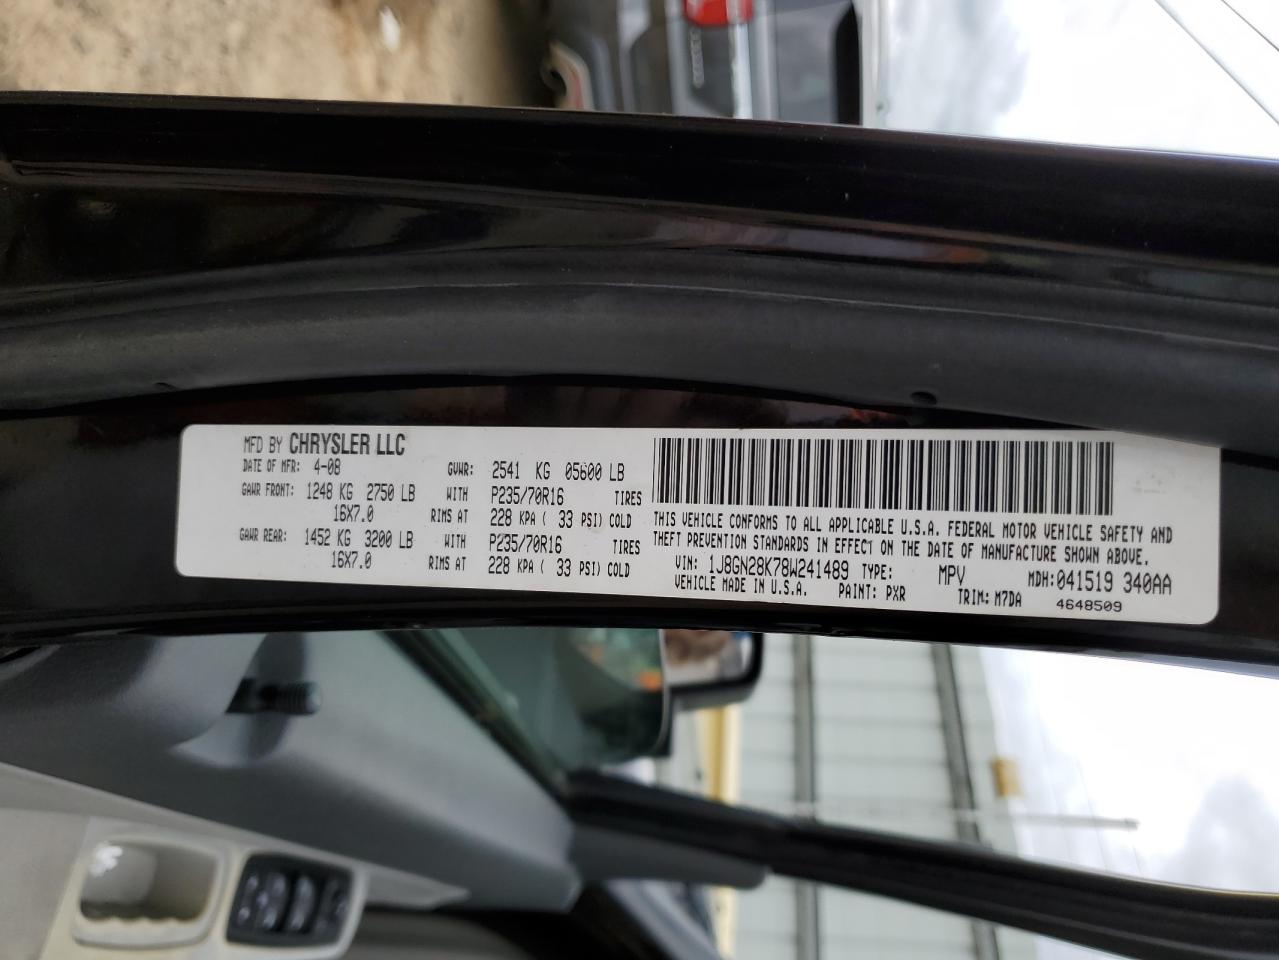 MFD BY CHRYSLER LLC
DATE OF MFR: 4-08 GVWR: 2541 KG 05600 LB
GAWR FRONT: 1248 KG 2750 LB WITH P235/70R16 TIRES
16X7.0 RIMS AT 228 KPA ( 33 PSI) COLD
GAWR REAR: 1452 KG 3200 LB WITH P235/70R16 TIRES
16X7.0 RIMS AT 228 KPA ( 33 PSI) COLD
THIS VEHICLE CONFORMS TO ALL APPLICABLE U.S.A. FEDERAL MOTOR VEHICLE SAFETY AND
THEFT PREVENTION STANDARDS IN EFFECT ON THE DATE OF MANUFACTURE SHOWN ABOVE.
VIN: 1J8GN28K78W241489 TYPE: MPV MDH: 041519 340AA
VEHICLE MADE IN U.S.A. PAINT: PXR TRIM: M7DA 4648509